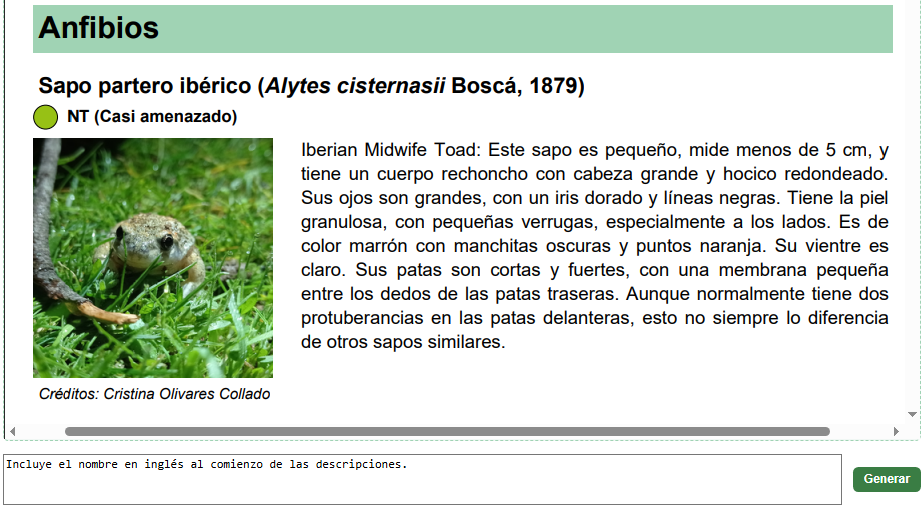 Anfibios
Sapo partero ibérico (Alytes cisternasii Boscá, 1879)
NT (Casi amenazado)
Iberian Midwife Toad: Este sapo es pequeño, mide menos de 5 cm, y
tiene un cuerpo rechoncho con cabeza grande y hocico redondeado.
Sus ojos son grandes, con un iris dorado y líneas negras. Tiene la piel
granulosa, con pequeñas verrugas, especialmente a los lados. Es de
color marrón con manchitas oscuras y puntos naranja. Su vientre es
claro. Sus patas son cortas y fuertes, con una membrana pequeña
entre los dedos de las patas traseras. Aunque normalmente tiene dos
protuberancias en las patas delanteras, esto no siempre lo diferencia
de otros sapos similares.
Créditos: Cristina Olivares Collado
Incluye el nombre en inglés al comienzo de las descripciones.
Generar